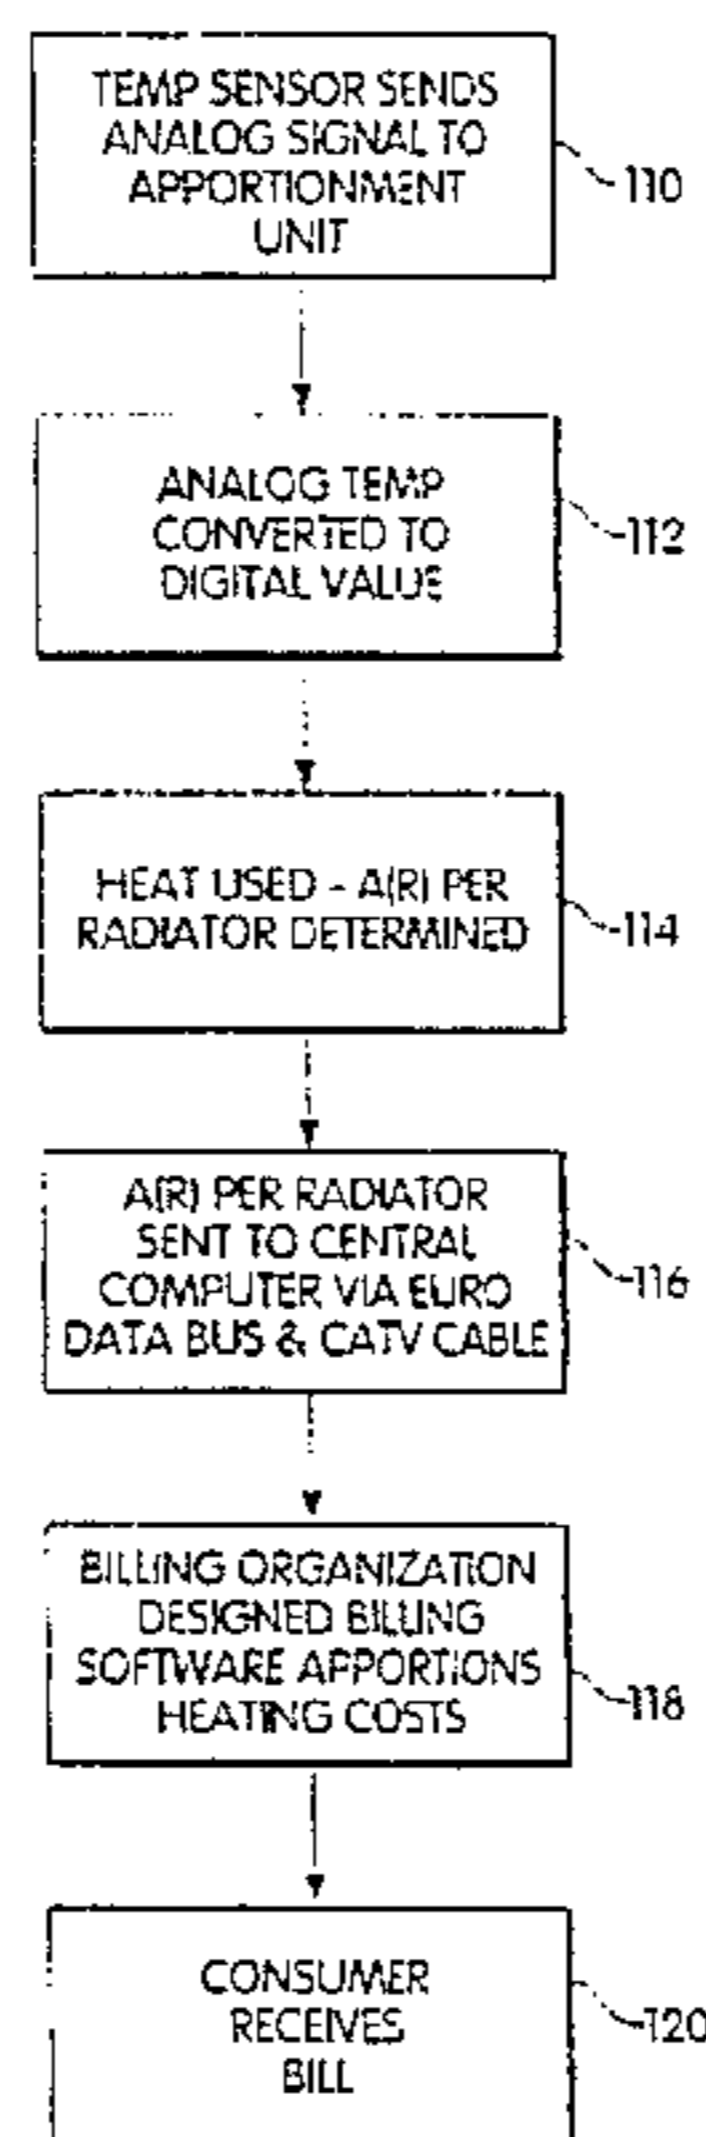 TEMP SENSOR SENDS
ANALOG SIGNAL TO
APPORTIONMENT
UNIT
110
ANALOG TEMP
CONVERTED TO
DIGITAL VALUE
112
HEAT USED - A(R) PER
RADIATOR DETERMINED
114
A(R) PER RADIATOR
SENT TO CENTRAL
COMPUTER VIA EURO
DATA BUS & CATV CABLE
116
BILLING ORGANIZATION
DESIGNED BILLING
SOFTWARE APPORTIONS
HEATING COSTS
118
CONSUMER
RECEIVES
BILL
120